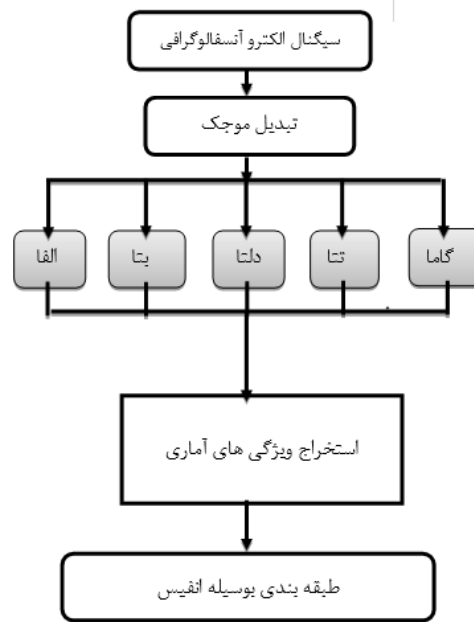 سیگنال الکترو آنسفالوگرافی
تبدیل موجک
گاما
تتا
دلتا
بتا
الفا
استخراج ویژگی های آماری
طبقه بندی بوسیله انفیس